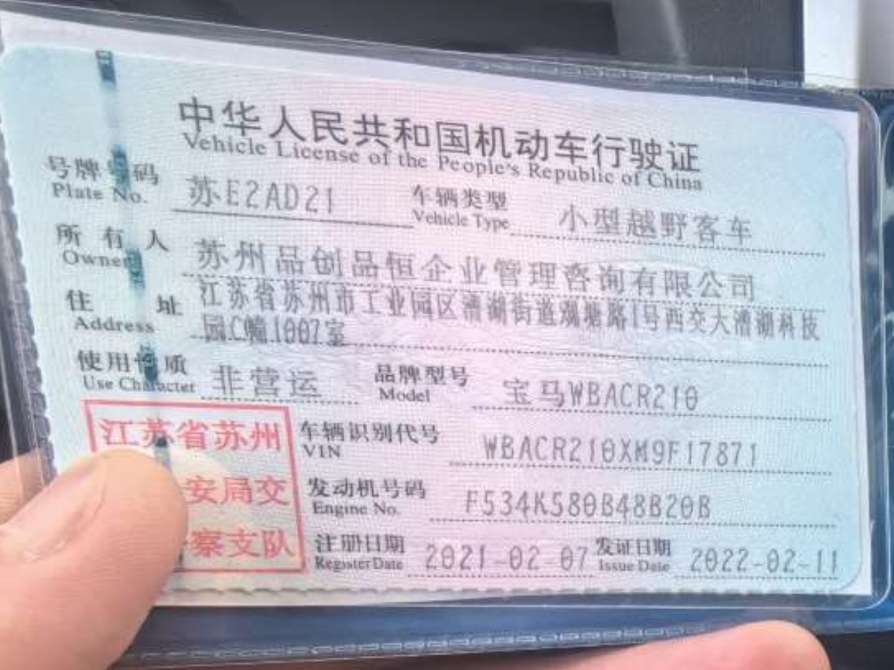 中华人民共和国机动车行驶证
Vehicle License of the People's Republic of China
号牌号码 苏E2AD21 车辆类型 小型越野客车
Plate No. Vehicle Type
所有人 苏州品创品恒企业管理咨询有限公司
Owner
住址 江苏省苏州市工业园区漕湖街道观塘路1号西交大漕湖科技
Address 园C幢1007室
使用性质 非营运 品牌型号 宝马WBACR210
Use Character Model
江苏省苏州 车辆识别代号 WBACR210XM9F17871
VIN
安局交 发动机号码 F534K580B48B20B
Engine No.
察支队 注册日期 2021-02-07 发证日期 2022-02-11
Register Date Issue Date